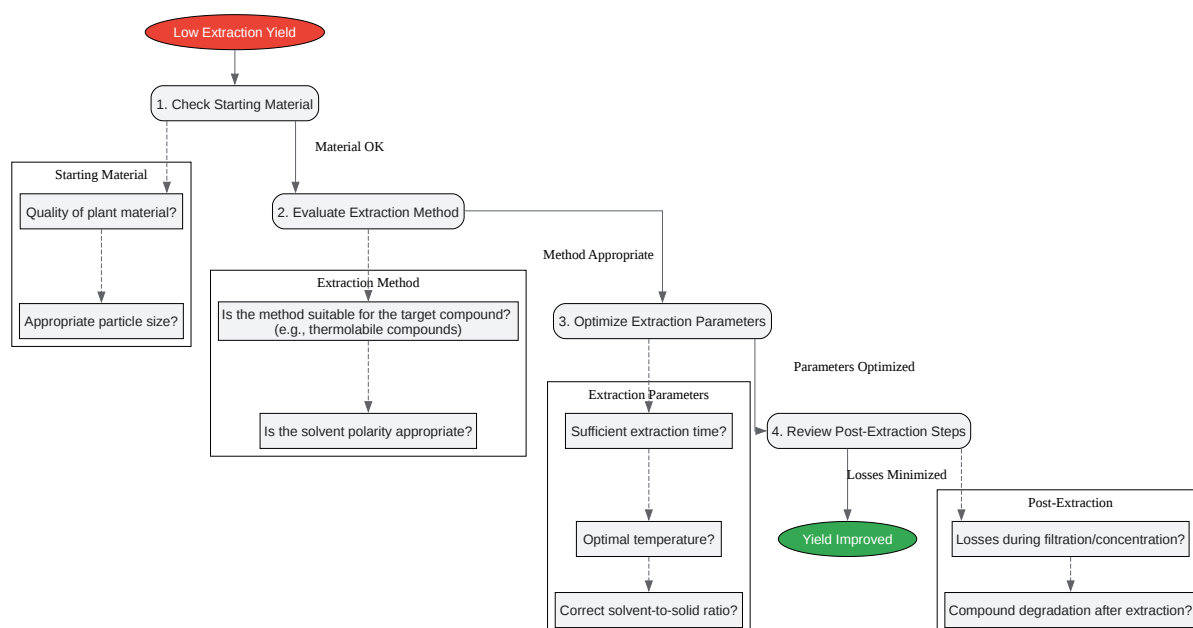 Low Extraction Yield
1. Check Starting Material
Material OK
Starting Material
Quality of plant material?
Appropriate particle size?
2. Evaluate Extraction Method
Method Appropriate
Extraction Method
Is the method suitable for the target compound?
(e.g., thermolabile compounds)
Is the solvent polarity appropriate?
3. Optimize Extraction Parameters
Parameters Optimized
Extraction Parameters
Sufficient extraction time?
Optimal temperature?
Correct solvent-to-solid ratio?
4. Review Post-Extraction Steps
Losses Minimized
Yield Improved
Post-Extraction
Losses during filtration/concentration?
Compound degradation after extraction?